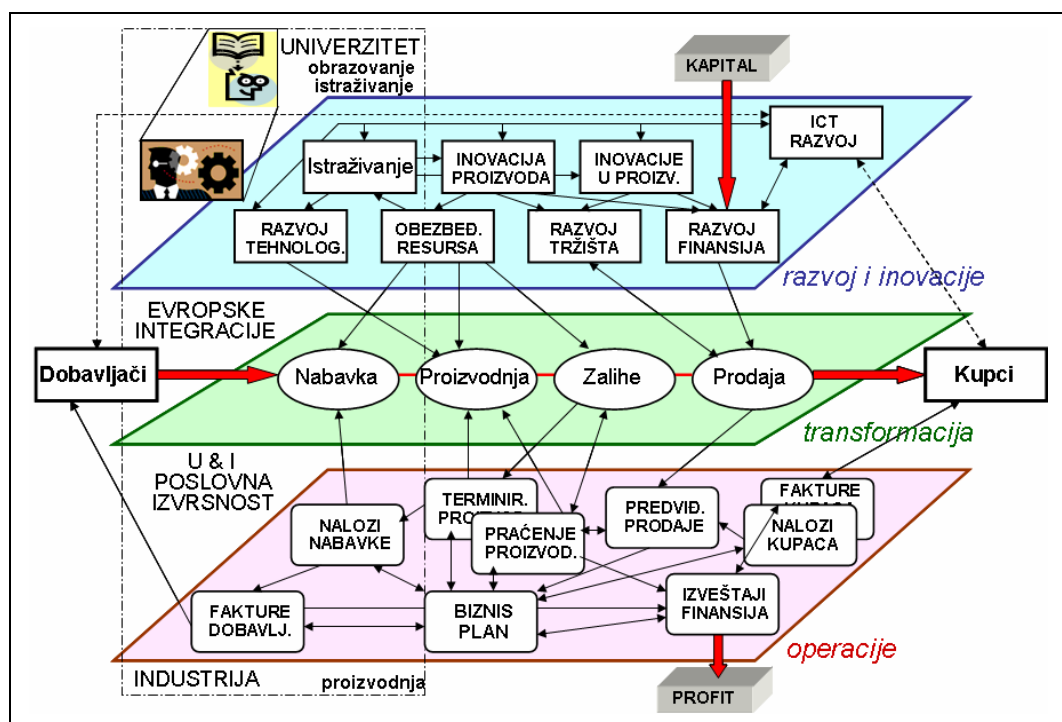 UNIVERZITET
obrazovanje
istraživanje
KAPITAL
ICT
RAZVOJ
Istraživanje
INOVACIJA
PROIZVODA
INOVACIJE
U PROIZV.
RAZVOJ
TEHNOLOG.
OBEZBEĐ.
RESURSA
RAZVOJ
TRŽIŠTA
RAZVOJ
FINANSIJA
razvoj i inovacije
EVROPSKE
INTEGRACIJE
Dobavljači
Nabavka
Proizvodnja
Zalihe
Prodaja
Kupci
transformacija
U & I
POSLOVNA
IZVRSNOST
NALOZI
NABAVKE
TERMINIR.
PRAĆENJE
PROIZVOD.
PREDVIĐ.
PRODAJE
FAKTURE
NALOZI
KUPACA
FAKTURE
DOBAVLJ.
BIZNIS
PLAN
IZVEŠTAJI
FINANSIJA
operacije
INDUSTRIJA
proizvodnja
PROFIT